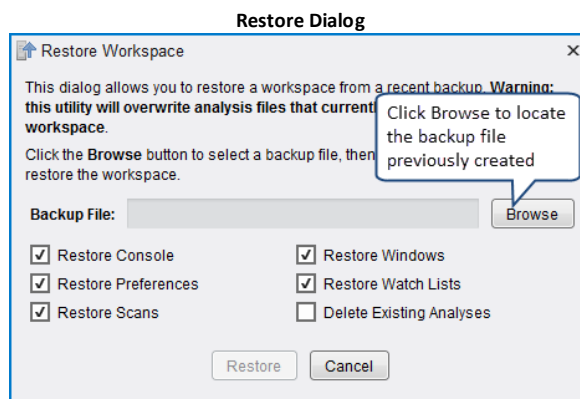 Restore Dialog
Restore Workspace
This dialog allows you to restore a workspace from a recent backup. Warning:
this utility will overwrite analysis files that current
workspace.
Click the Browse button to select a backup file, then
restore the workspace.
Click Browse to locate
the backup file
previously created
Backup File:
Browse
Restore Console
Restore Windows
Restore Preferences
Restore Watch Lists
Restore Scans
Delete Existing Analyses
Restore
Cancel